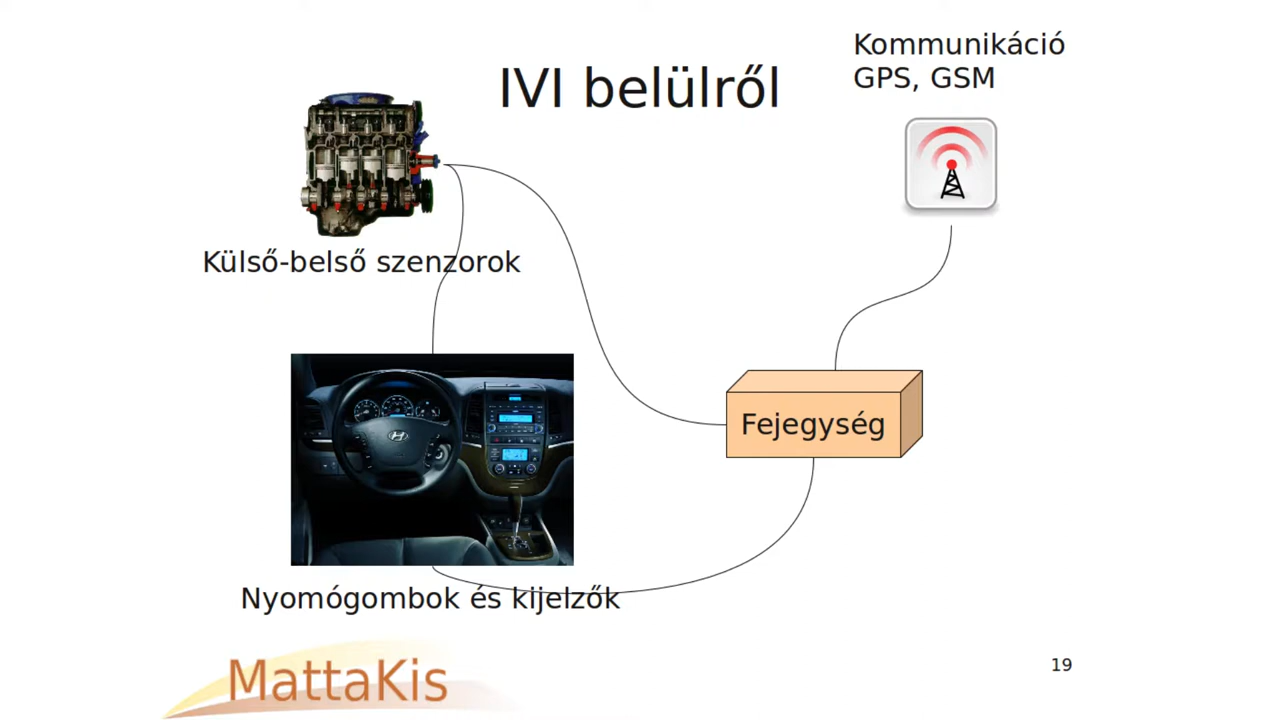 Kommunikáció
GPS, GSM
IVI belülről
Külső-belső szenzorok
Fejegység
Nyomógombok és kijelzők
MattaKis
19